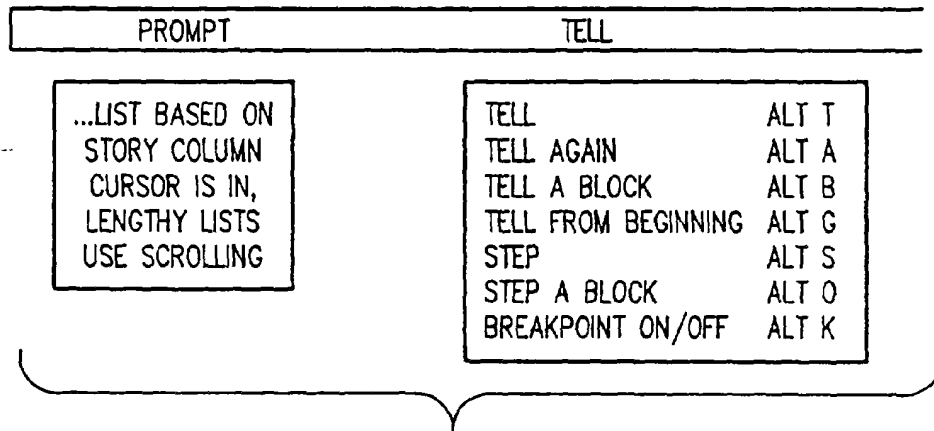 PROMPT TELL
...LIST BASED ON
STORY COLUMN
CURSOR IS IN,
LENGTHY LISTS
USE SCROLLING
TELL ALT T
TELL AGAIN ALT A
TELL A BLOCK ALT B
TELL FROM BEGINNING ALT G
STEP ALT S
STEP A BLOCK ALT O
BREAKPOINT ON/OFF ALT K